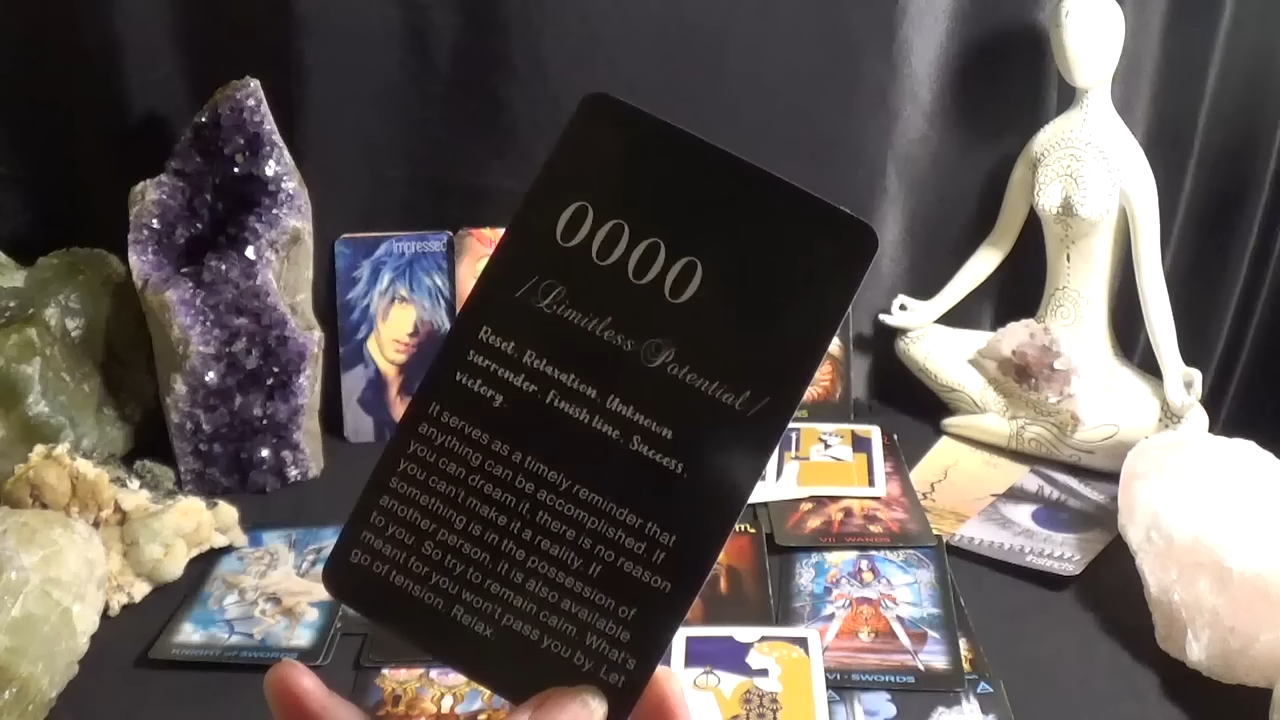 Impressed
0000
/Limitless Potential/
Reset. Relaxation. Unknown
surrender. Finish line. Success.
victory.
It serves as a timely reminder that
anything can be accomplished. If
you can dream it, there is no reason
you can't make it a reality. If
something is in the possession of
another person, it is also available
to you. So try to remain calm. What's
meant for you won't pass you by. Let
go of tension. Relax.
VII · WANDS
instincts
KNIGHT of SWORDS
VI · SWORDS